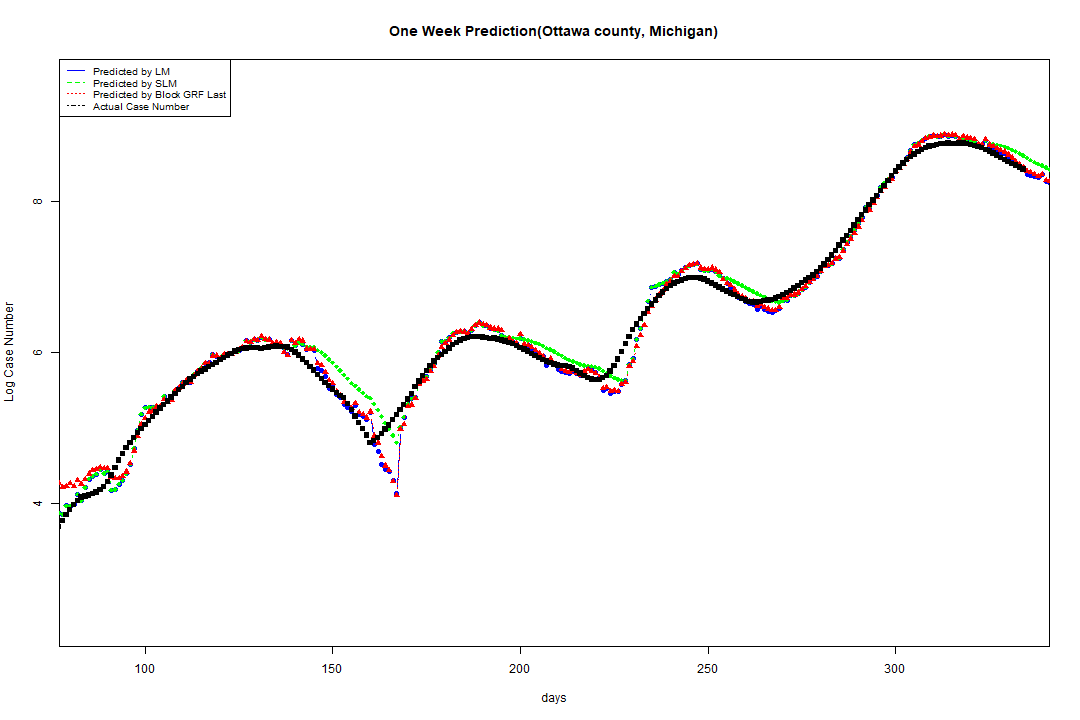 One Week Prediction(Ottawa county, Michigan)
Predicted by LM
Predicted by SLM
Predicted by Block GRF Last
Actual Case Number
8
6
4
Log Case Number
100 150 200 250 300
days